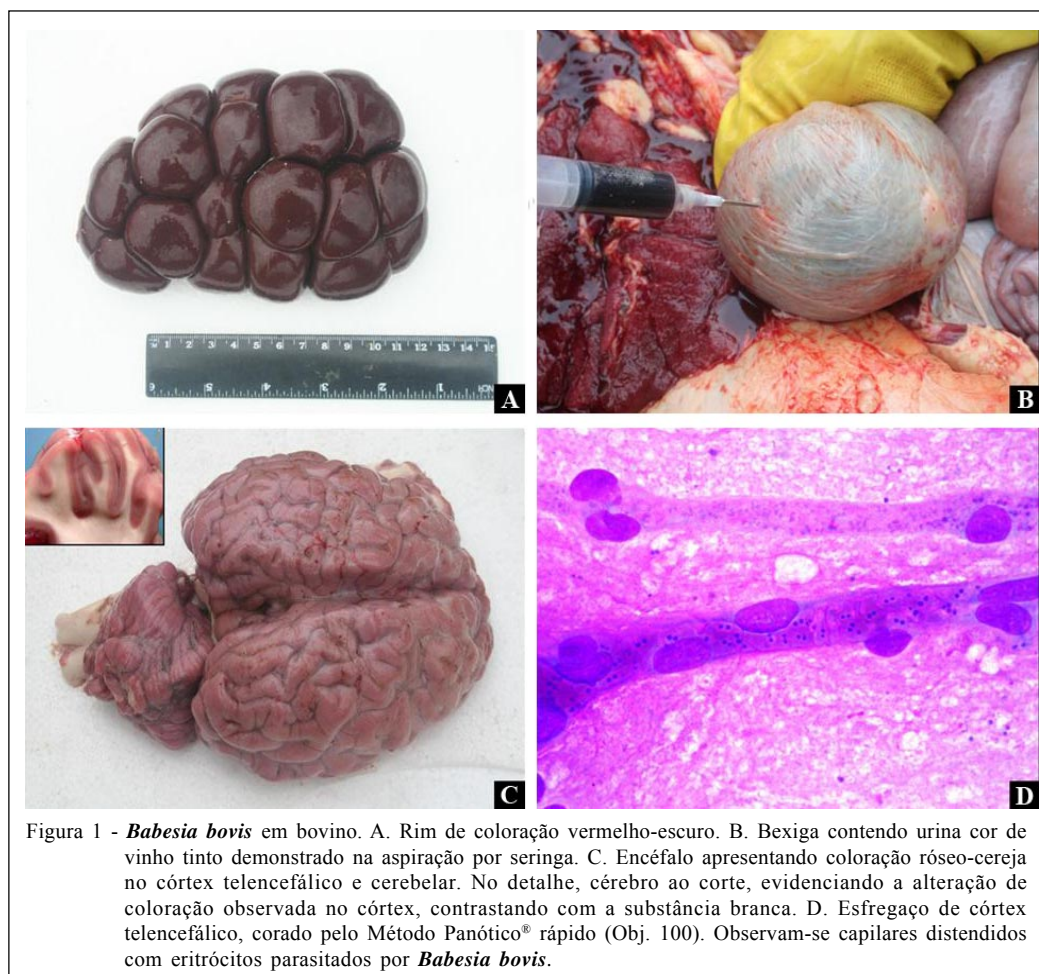 A
B
C
D
Figura 1 - Babesia bovis em bovino. A. Rim de coloração vermelho-escuro. B. Bexiga contendo urina cor de
vinho tinto demonstrado na aspiração por seringa. C. Encéfalo apresentando coloração róseo-cereja
no córtex telencefálico e cerebelar. No detalhe, cérebro ao corte, evidenciando a alteração de
coloração observada no córtex, contrastando com a substância branca. D. Esfregaço de córtex
telencefálico, corado pelo Método Panótico® rápido (Obj. 100). Observam-se capilares distendidos
com eritrócitos parasitados por Babesia bovis.